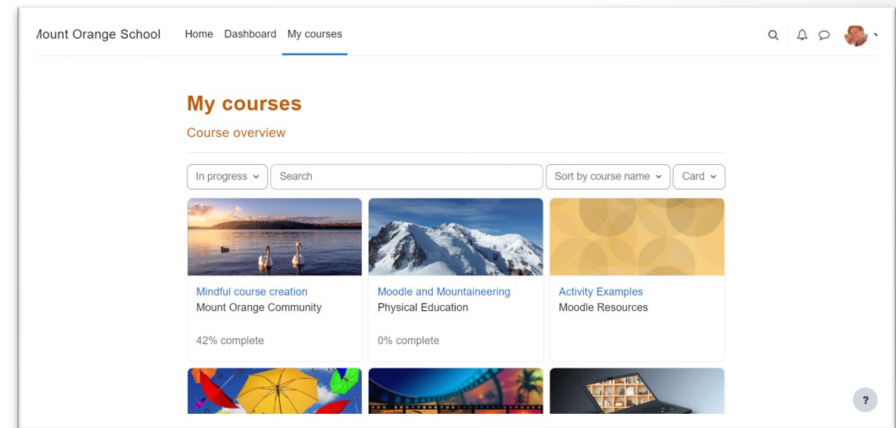 Mount Orange School Home Dashboard My courses
My courses
Course overview
In progress Search Sort by course name Card
Mindful course creation Moodle and Mountaineering Activity Examples
Mount Orange Community Physical Education Moodle Resources
42% complete 0% complete
?